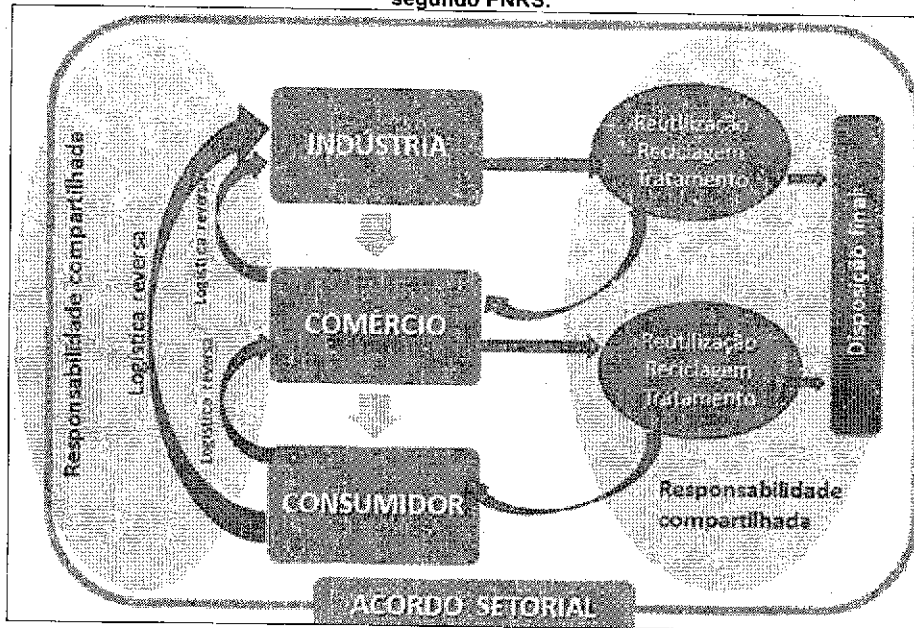 segundo PNRS.
Responsabilidade compartilhada
Logística reversa
Logística reversa
Logística reversa
INDÚSTRIA
COMÉRCIO
CONSUMIDOR
Reutilização
Reciclagem
Tratamento
Reutilização
Reciclagem
Tratamento
Disposição final
Responsabilidade
compartilhada
ACORDO SETORIAL